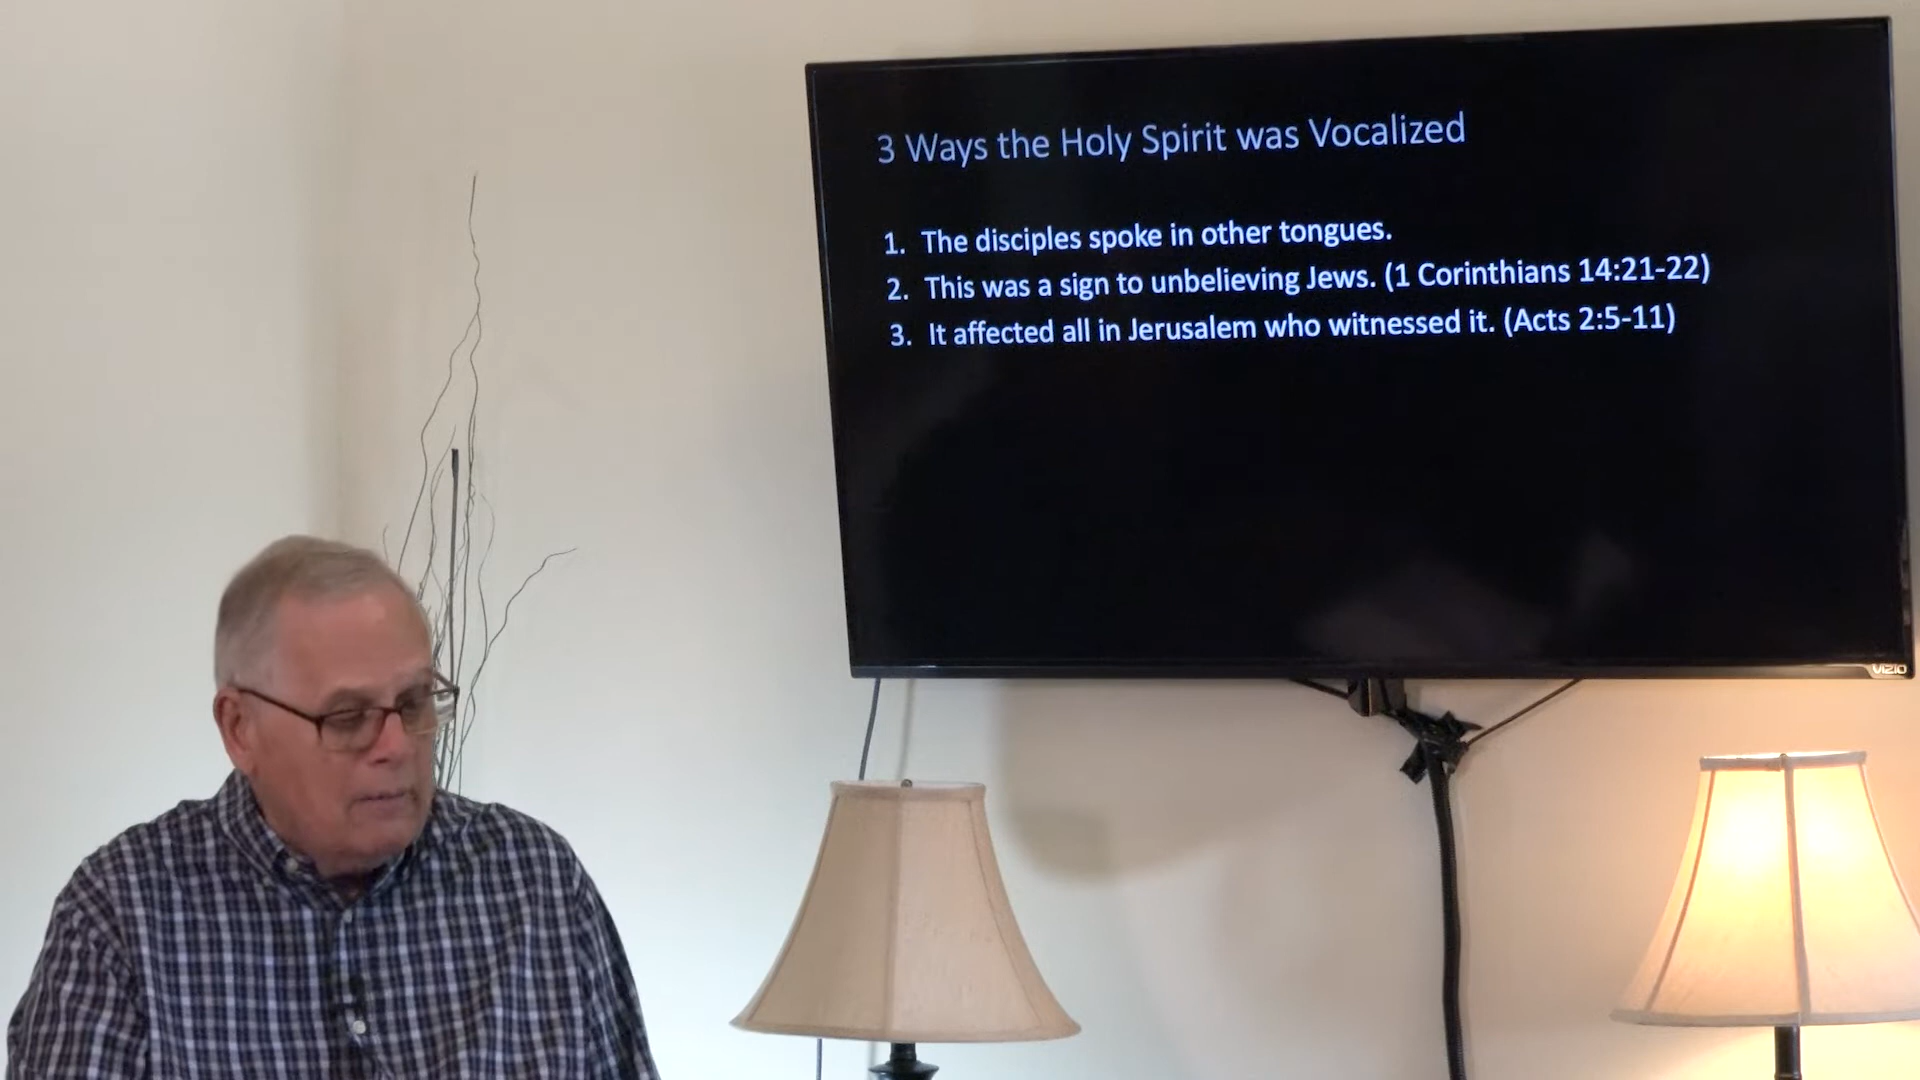 3 Ways the Holy Spirit was Vocalized
1. The disciples spoke in other tongues.
2. This was a sign to unbelieving Jews. (1 Corinthians 14:21-22)
3. It affected all in Jerusalem who witnessed it. (Acts 2:5-11)
VIZIO